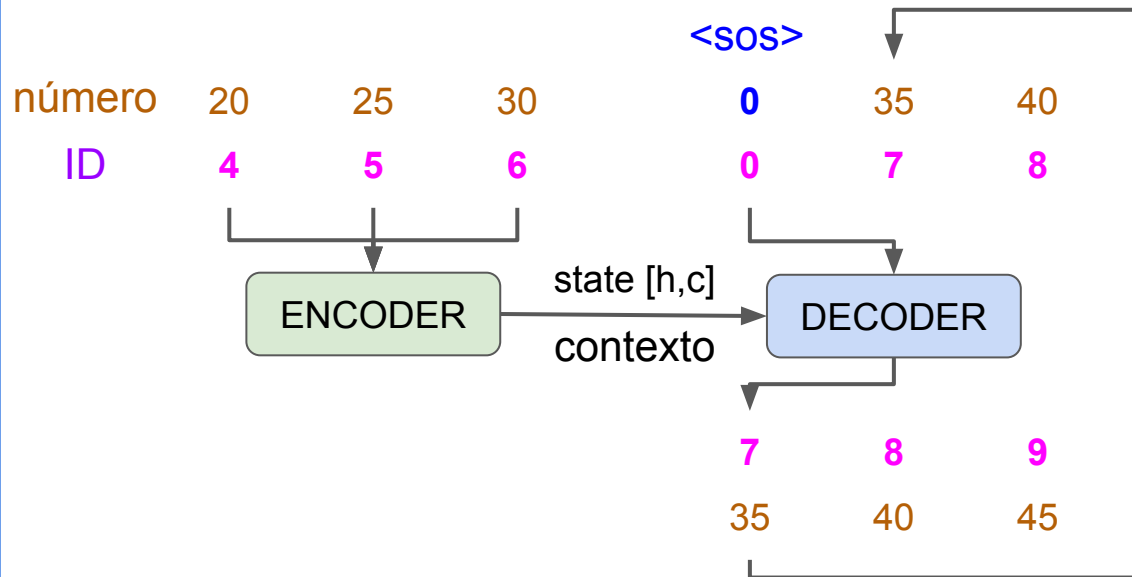 <sos>
número 20 25 30 0 35 40
ID 4 5 6 0 7 8
state [h,c]
ENCODER DECODER
contexto
7 8 9
35 40 45